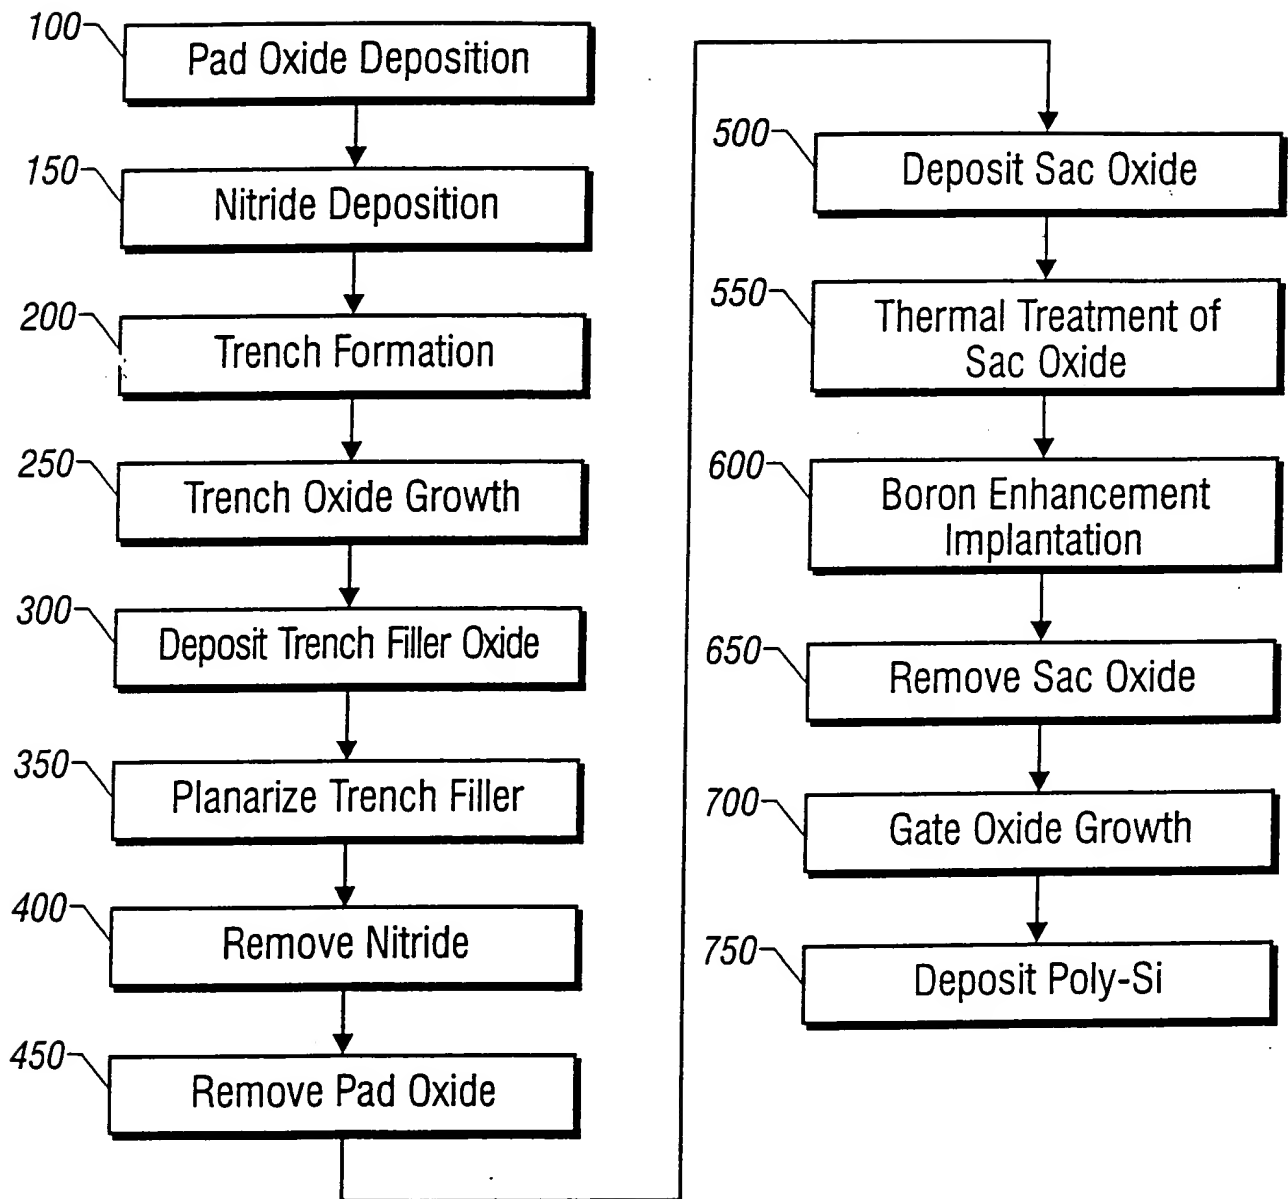 100
Pad Oxide Deposition
150
Nitride Deposition
200
Trench Formation
250
Trench Oxide Growth
300
Deposit Trench Filler Oxide
350
Planarize Trench Filler
400
Remove Nitride
450
Remove Pad Oxide
500
Deposit Sac Oxide
550
Thermal Treatment of
Sac Oxide
600
Boron Enhancement
Implantation
650
Remove Sac Oxide
700
Gate Oxide Growth
750
Deposit Poly-Si